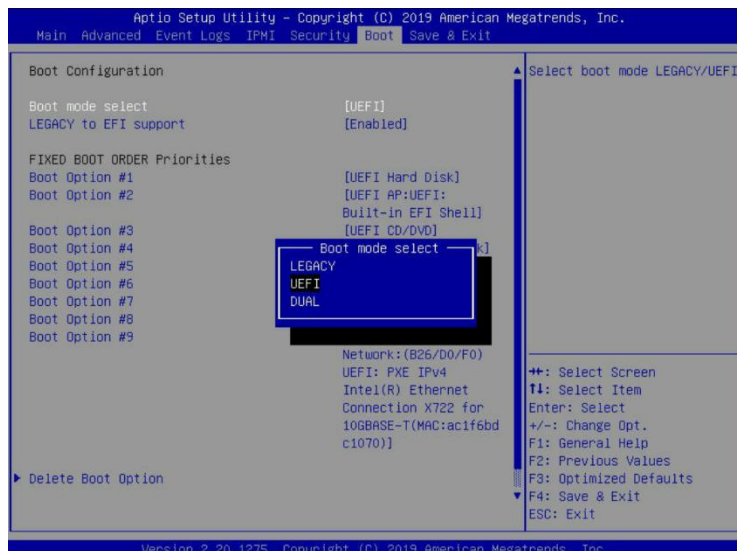 Aptio Setup Utility – Copyright (C) 2019 American Megatrends, Inc.
Main Advanced Event Logs IPMI Security Boot Save & Exit
Boot Configuration
Boot mode select [UEFI]
LEGACY to EFI support [Enabled]
FIXED BOOT ORDER Priorities
Boot Option #1 [UEFI Hard Disk]
Boot Option #2 [UEFI AP:UEFI:
Built-in EFI Shell]
Boot Option #3 [UEFI CD/DVD]
Boot Option #4 k]
Boot Option #5
Boot Option #6
Boot Option #7
Boot Option #8
Boot Option #9
Boot mode select
LEGACY
UEFI
DUAL
Network:(B26/D0/F0)
UEFI: PXE IPv4
Intel(R) Ethernet
Connection X722 for
10GBASE-T(MAC:ac1f6bd
c1070)]
Delete Boot Option
Select boot mode LEGACY/UEFI
→←: Select Screen
↑↓: Select Item
Enter: Select
+/-: Change Opt.
F1: General Help
F2: Previous Values
F3: Optimized Defaults
F4: Save & Exit
ESC: Exit
Version 2.20.1275. Copyright (C) 2019 American Megatrends, Inc.